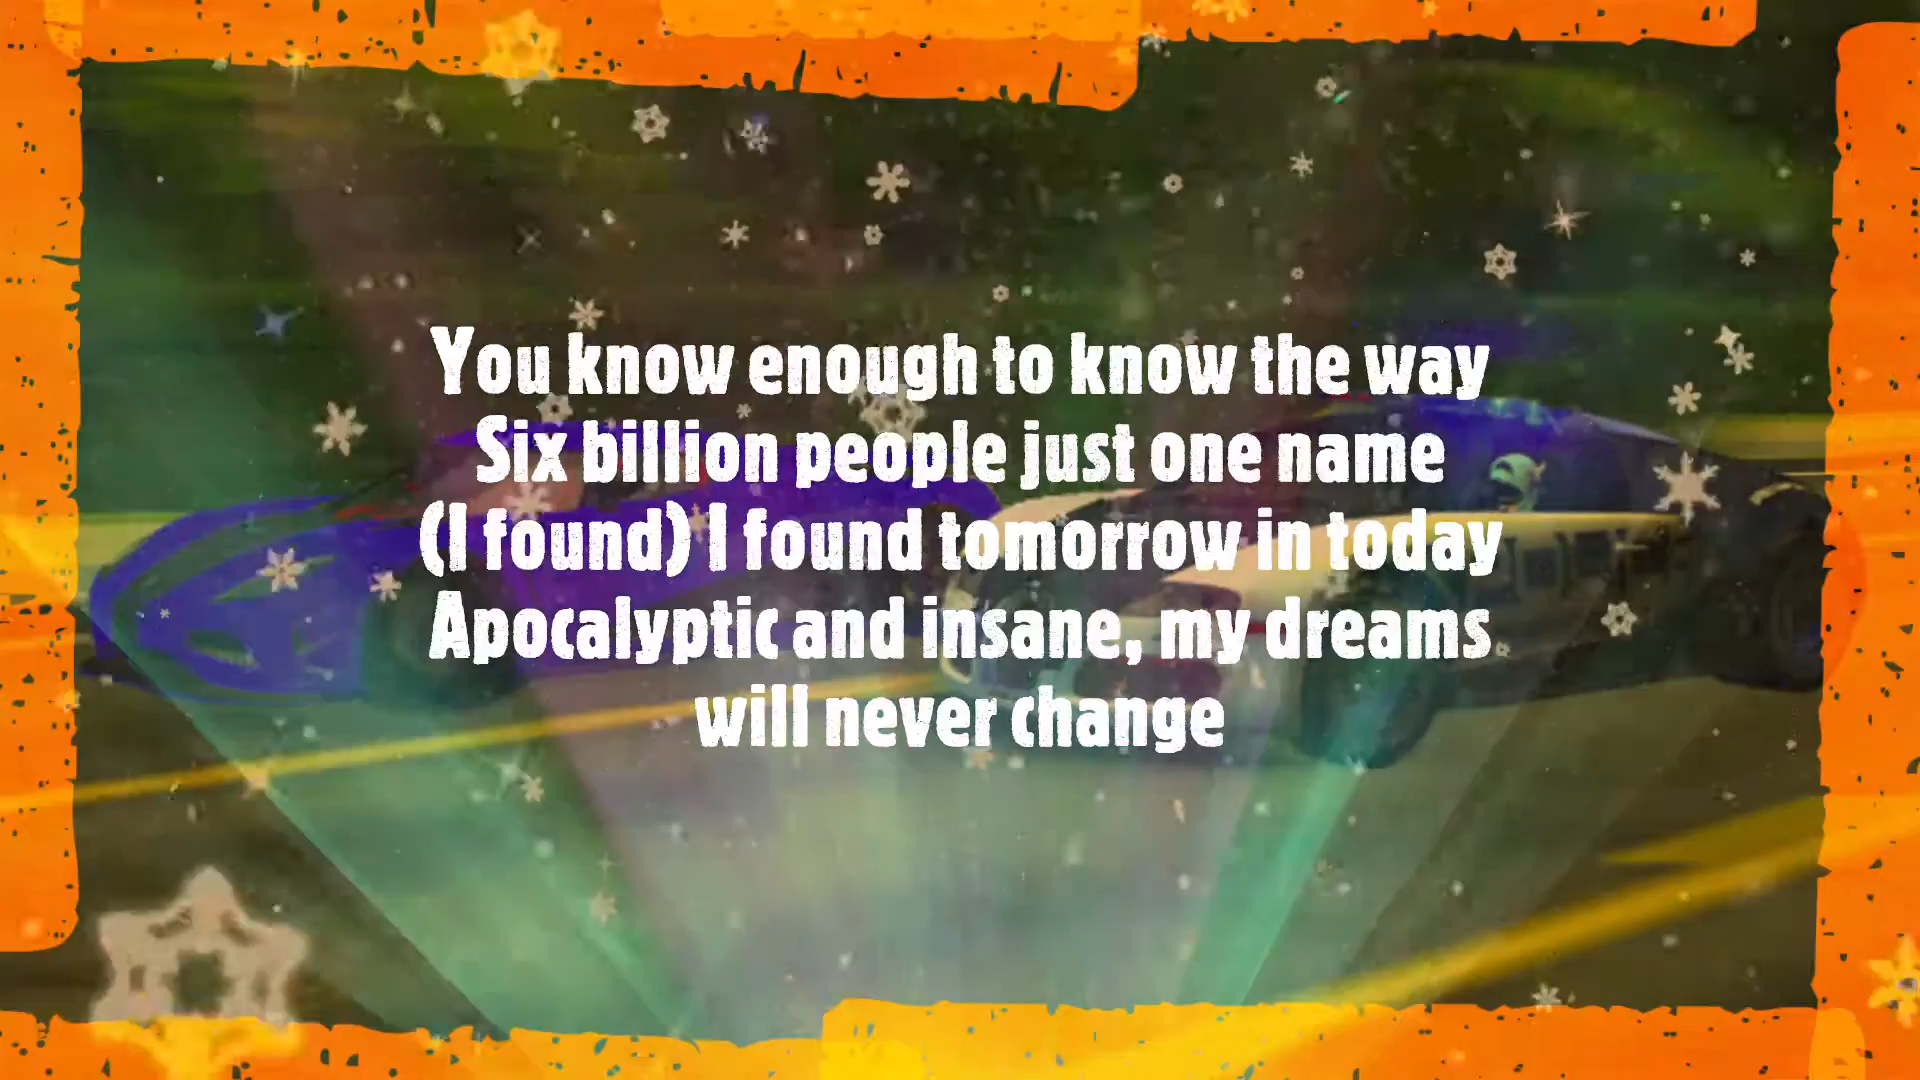 You know enough to know the way
Six billion people just one name
(I found) I found tomorrow in today
Apocalyptic and insane, my dreams
will never change